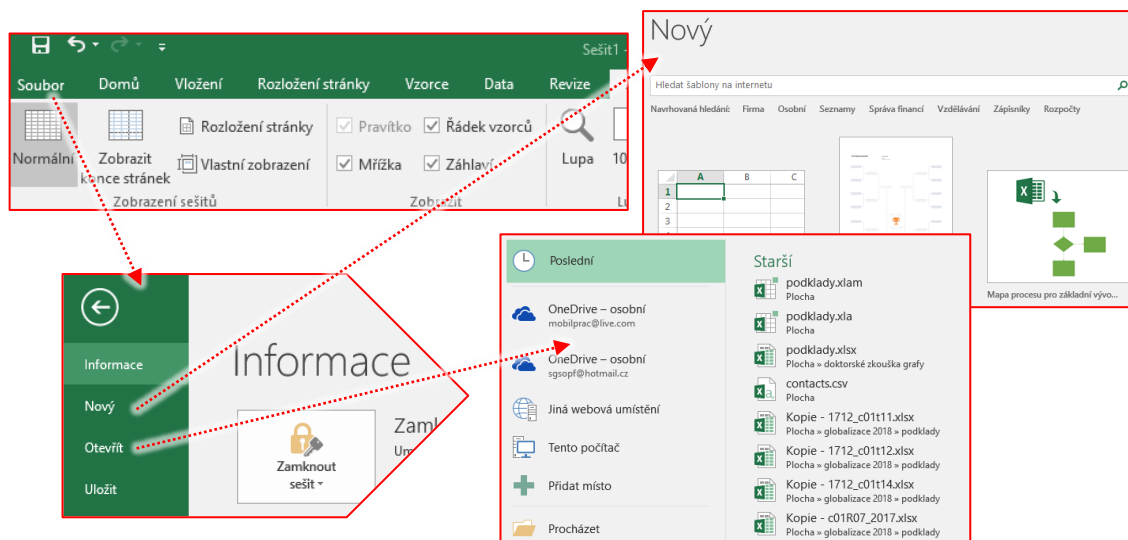 Sešit1 -
Soubor Domů Vložení Rozložení stránky Vzorce Data Revize
Normální
Zobrazit
konce stránek
Rozložení stránky
Vlastní zobrazení
Zobrazení sešitů
Pravítko Řádek vzorců
Mřížka Záhlaví
Zobrazit
Lupa
10
Lu
Nový
Hledat šablony na internetu
Navrhovaná hledání: Firma Osobní Seznamy Správa financí Vzdělávání Zápisníky Rozpočty
A B C
1
2
3
Mapa procesu pro základní vývo...
Informace
Nový
Otevřít
Uložit
Informace
Zamknout
sešit
Zaml
Um
Poslední
OneDrive – osobní
mobilprac@live.com
OneDrive – osobní
sgsopf@hotmail.cz
Jiná webová umístění
Tento počítač
Přidat místo
Procházet
Starší
podklady.xlam
Plocha
podklady.xla
Plocha
podklady.xlsx
Plocha » doktorské zkouška grafy
contacts.csv
Plocha
Kopie - 1712_c01t11.xlsx
Plocha » globalizace 2018 » podklady
Kopie - 1712_c01t12.xlsx
Plocha » globalizace 2018 » podklady
Kopie - 1712_c01t14.xlsx
Plocha » globalizace 2018 » podklady
Kopie - c01R07_2017.xlsx
Plocha » globalizace 2018 » podklady